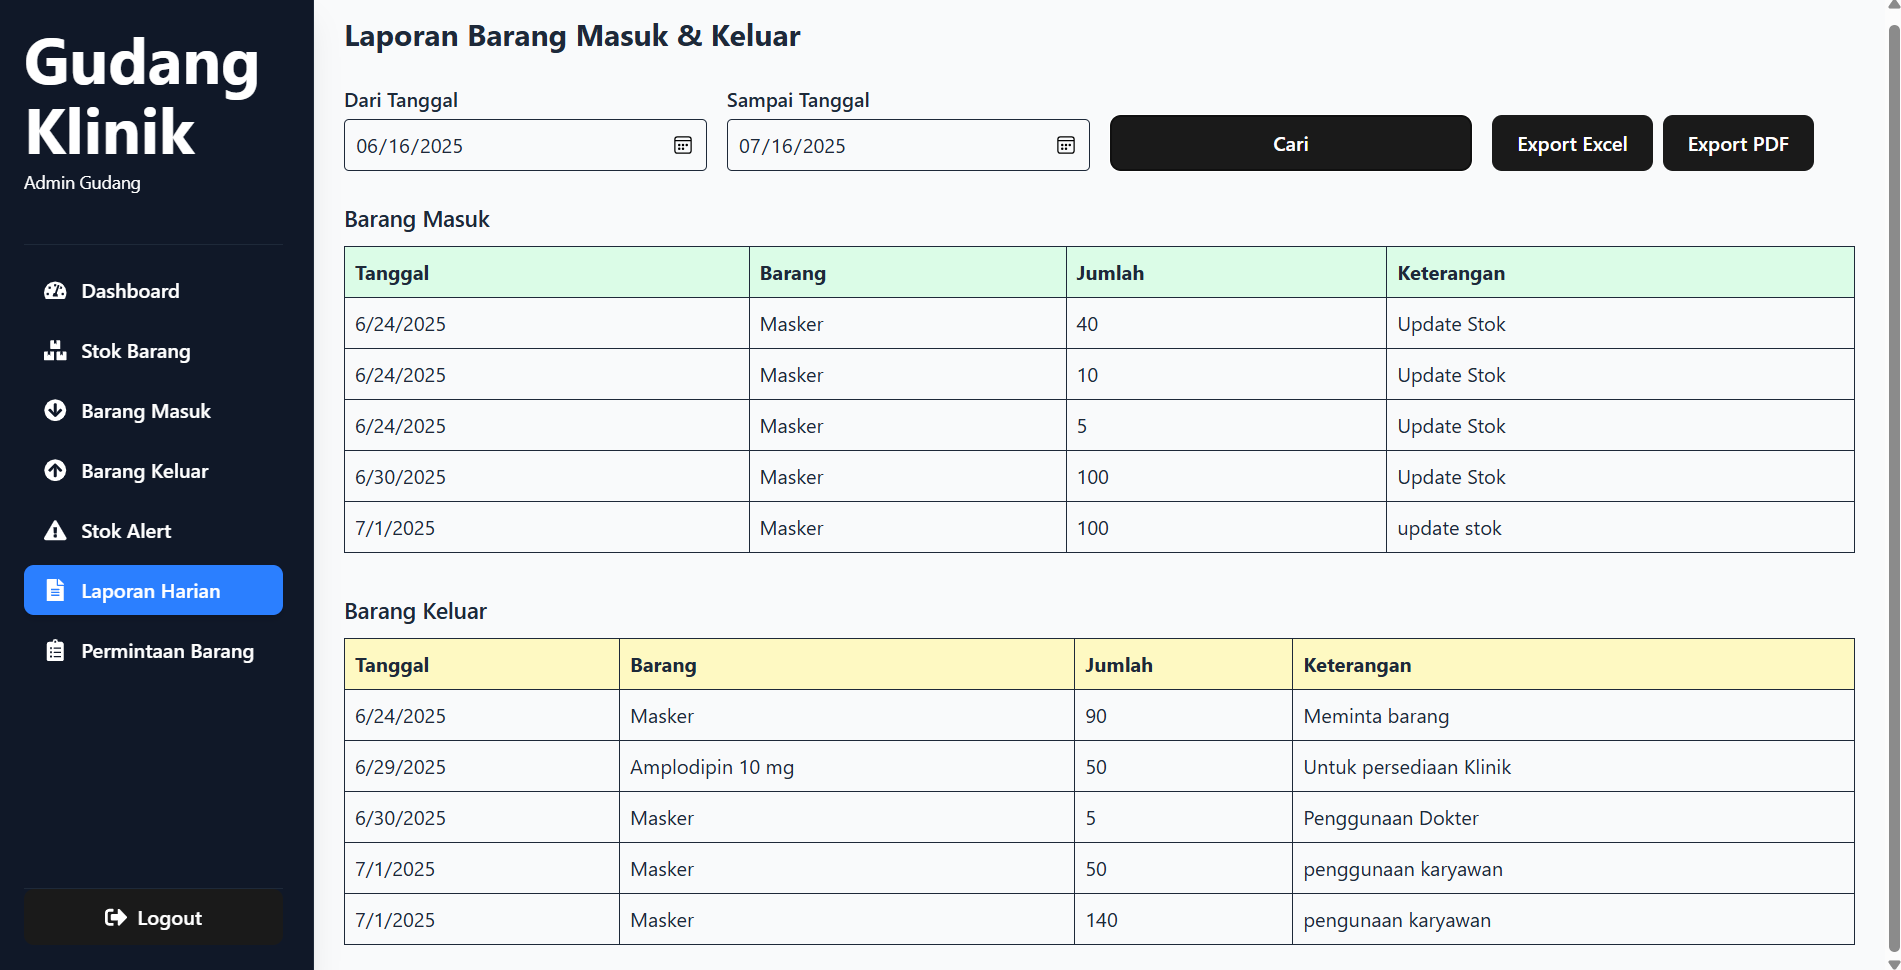 Gudang
Klinik
Admin Gudang
Dashboard
Stok Barang
Barang Masuk
Barang Keluar
Stok Alert
Laporan Harian
Permintaan Barang
Logout
Laporan Barang Masuk & Keluar
Dari Tanggal Sampai Tanggal
06/16/2025 07/16/2025 Cari Export Excel Export PDF
Barang Masuk
Tanggal Barang Jumlah Keterangan
6/24/2025 Masker 40 Update Stok
6/24/2025 Masker 10 Update Stok
6/24/2025 Masker 5 Update Stok
6/30/2025 Masker 100 Update Stok
7/1/2025 Masker 100 update stok
Barang Keluar
Tanggal Barang Jumlah Keterangan
6/24/2025 Masker 90 Meminta barang
6/29/2025 Amplodipin 10 mg 50 Untuk persediaan Klinik
6/30/2025 Masker 5 Penggunaan Dokter
7/1/2025 Masker 50 penggunaan karyawan
7/1/2025 Masker 140 pengunaan karyawan